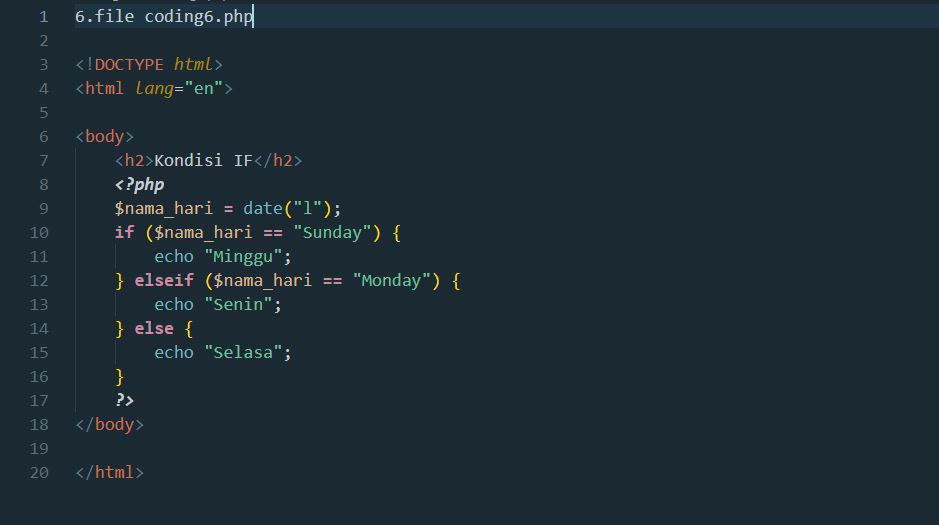 1 6.file coding6.php
2
3 <!DOCTYPE html>
4 <html lang="en">
5
6 <body>
7     <h2>Kondisi IF</h2>
8     <?php
9     $nama_hari = date("l");
10     if ($nama_hari == "Sunday") {
11         echo "Minggu";
12     } elseif ($nama_hari == "Monday") {
13         echo "Senin";
14     } else {
15         echo "Selasa";
16     }
17     ?>
18 </body>
19
20 </html>